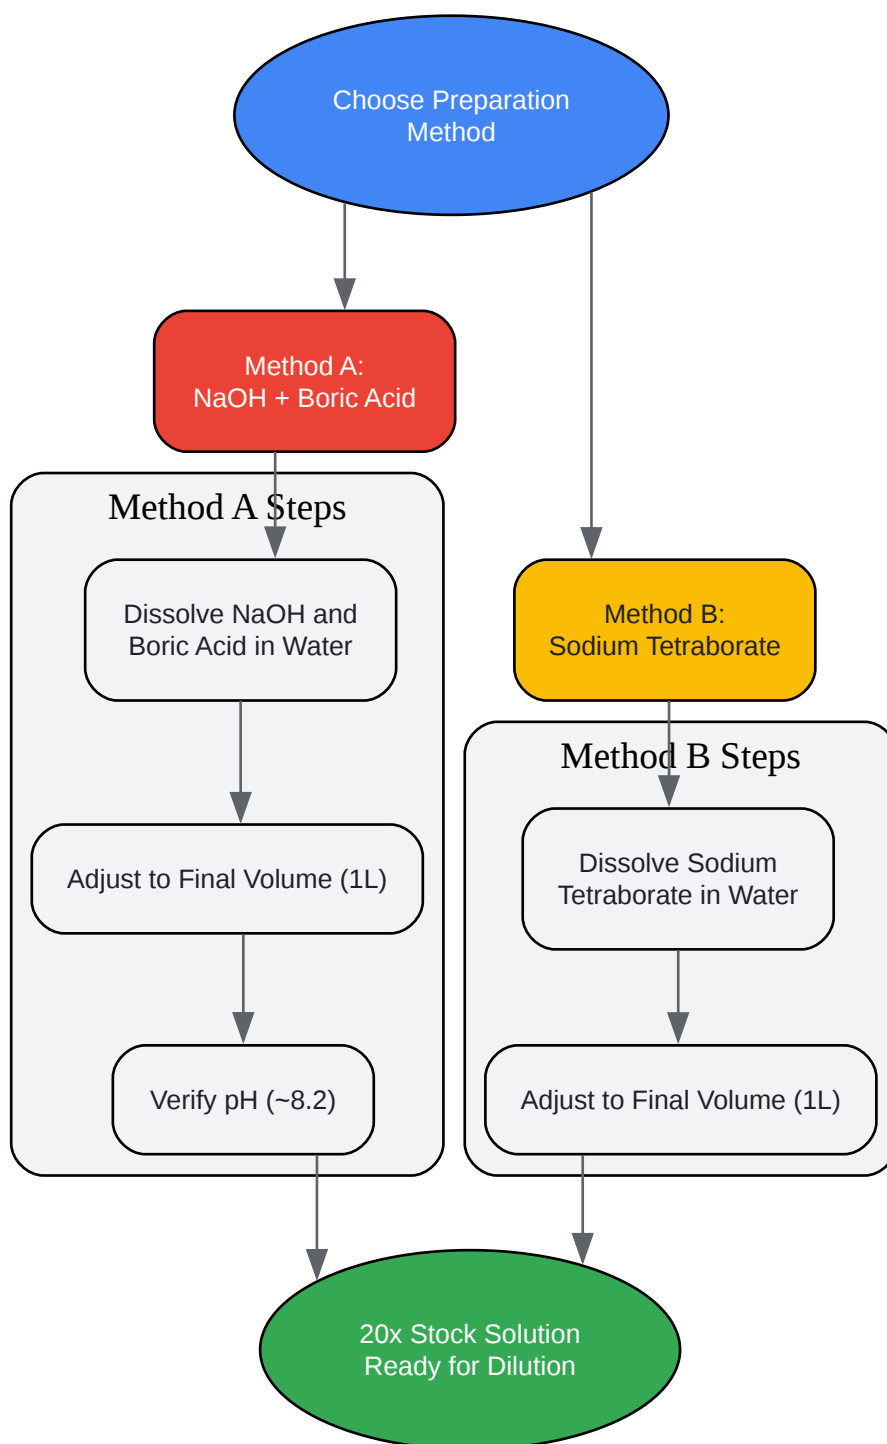 Choose Preparation
Method
Method A:
NaOH + Boric Acid
Method A Steps
Dissolve NaOH and
Boric Acid in Water
Adjust to Final Volume (1L)
Verify pH (~8.2)
Method B:
Sodium Tetraborate
Method B Steps
Dissolve Sodium
Tetraborate in Water
Adjust to Final Volume (1L)
20x Stock Solution
Ready for Dilution